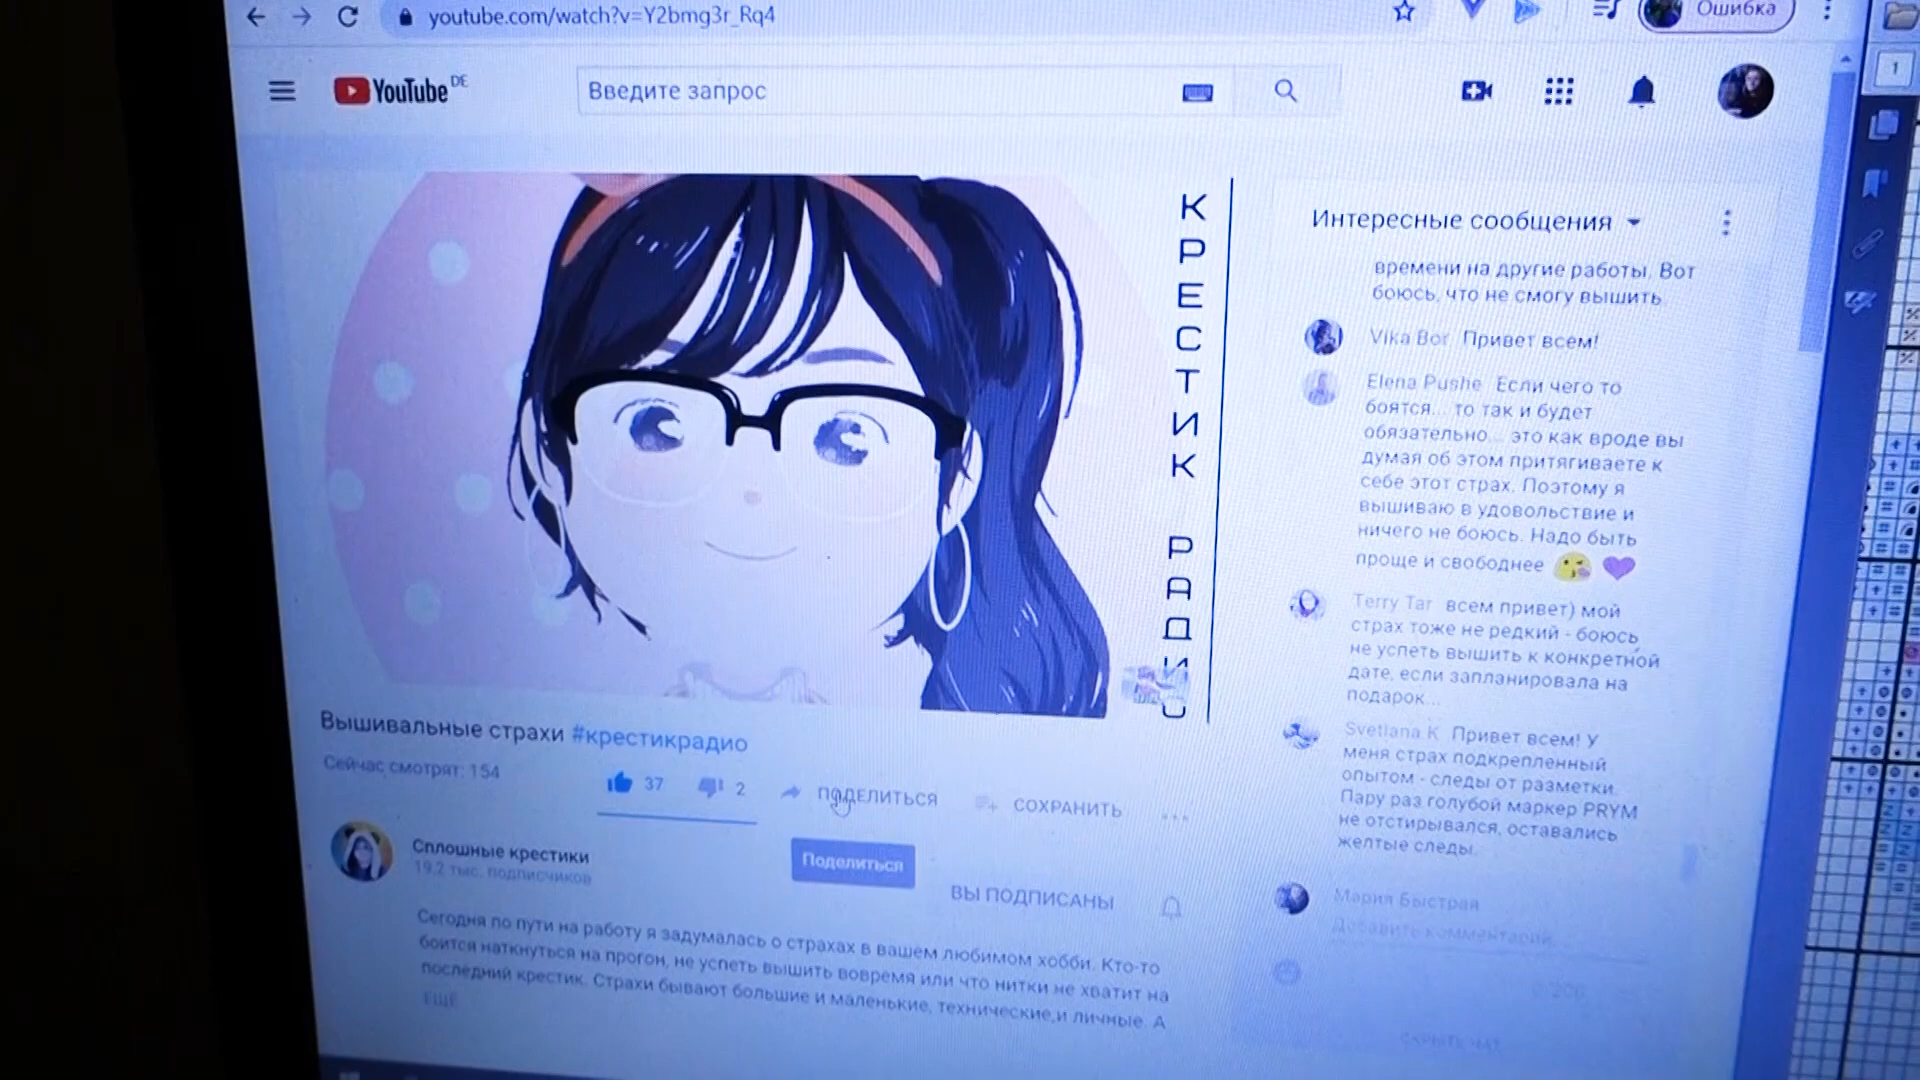 youtube.com/watch?v=Y2bmg3r_Rq4
Ошибка
1
YouTube DE
Введите запрос
КРЕСТИК РАДИО
Вышивальные страхи #крестикрадио
Сейчас смотрят: 154
37
2
ПОДЕЛИТЬСЯ
СОХРАНИТЬ
Сплошные крестики
19,2 тыс. подписчиков
Поделиться
ВЫ ПОДПИСАНЫ
Сегодня по пути на работу я задумалась о страхах в вашем любимом хобби. Кто-то
боится наткнуться на прогон, не успеть вышить вовремя или что нитки не хватит на
последний крестик. Страхи бывают большие и маленькие, технические,и личные. А
ЕЩЁ
Интересные сообщения
времени на другие работы. Вот
боюсь, что не смогу вышить
Vika Bor Привет всем!
Elena Pushe Если чего то
боятся... то так и будет
обязательно... это как вроде вы
думая об этом притягиваете к
себе этот страх. Поэтому я
вышиваю в удовольствие и
ничего не боюсь. Надо быть
проще и свободнее 😘 💜
Terry Tar всем привет) мой
страх тоже не редкий - боюсь
не успеть вышить к конкретной
дате, если запланировала на
подарок...
Svetlana K Привет всем! У
меня страх подкрепленный
опытом - следы от разметки.
Пару раз голубой маркер PRYM
не отстирывался, оставались
желтые следы.
Мария Быстрая
Добавить комментарий...
0/200
СКРЫТЬ ЧАТ